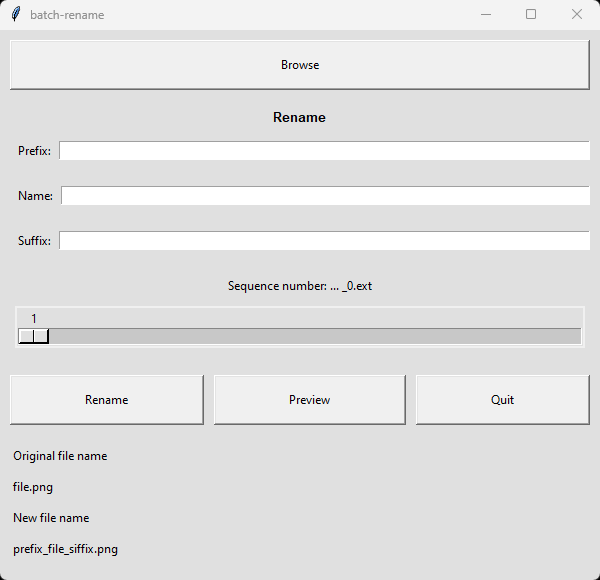 batch-rename
Browse
Rename
Prefix:
Name:
Suffix:
Sequence number: ... _0.ext
1
Rename Preview Quit
Original file name
file.png
New file name
prefix_file_siffix.png